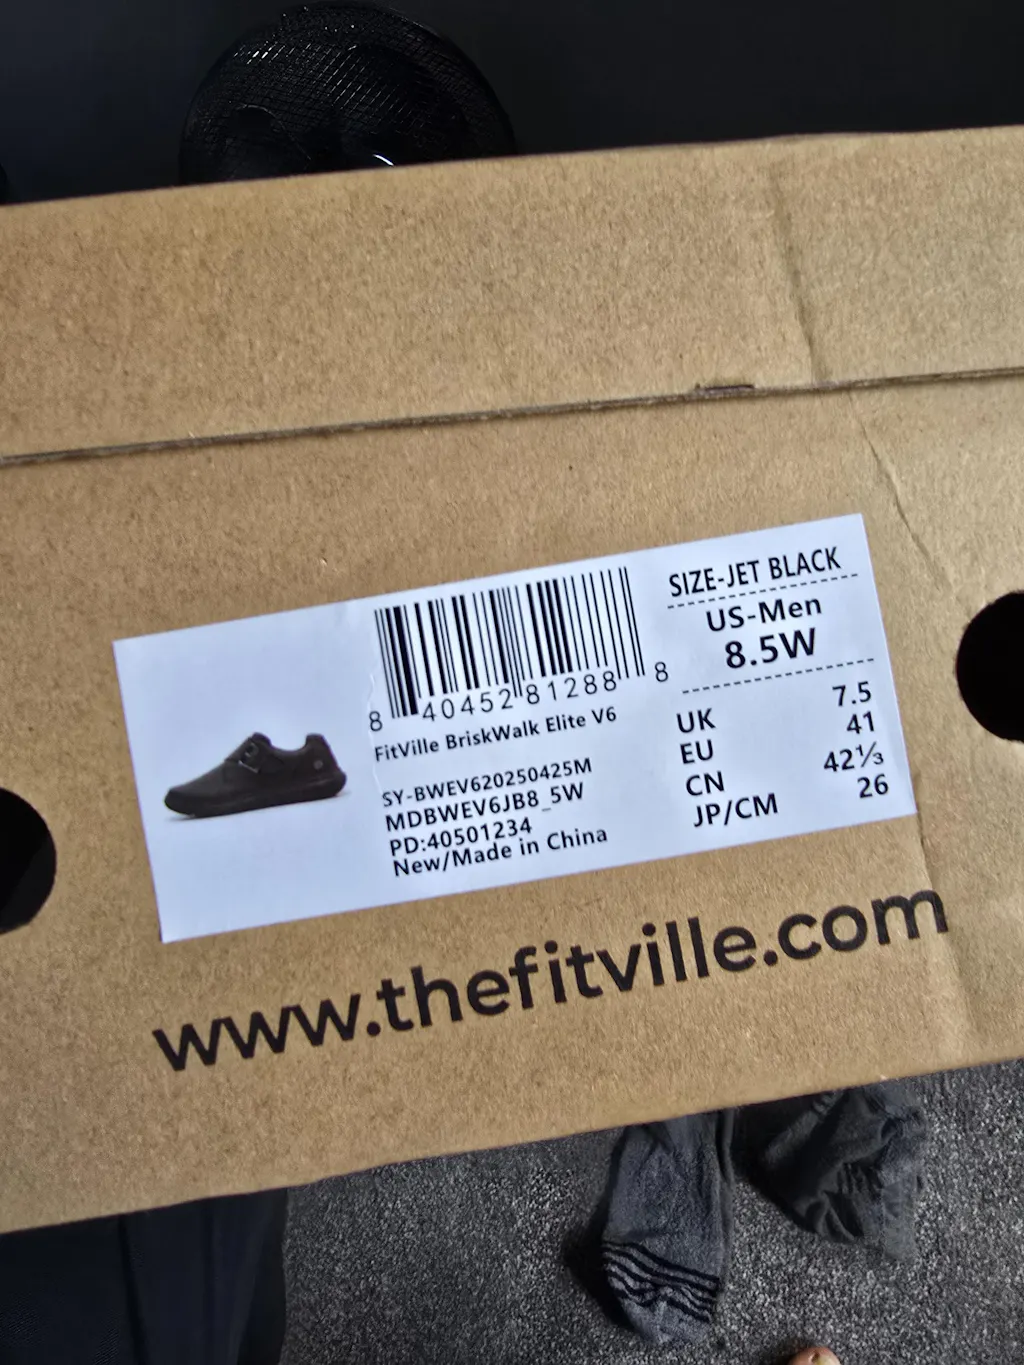 8 40452 81288 8
FitVille BriskWalk Elite V6
SY-BWEV620250425M
MDBWEV6JB8_5W
PD:40501234
New/Made in China
SIZE-JET BLACK
US-Men
8.5W
UK 7.5
EU 41
CN 42⅓
JP/CM 26
www.thefitville.com